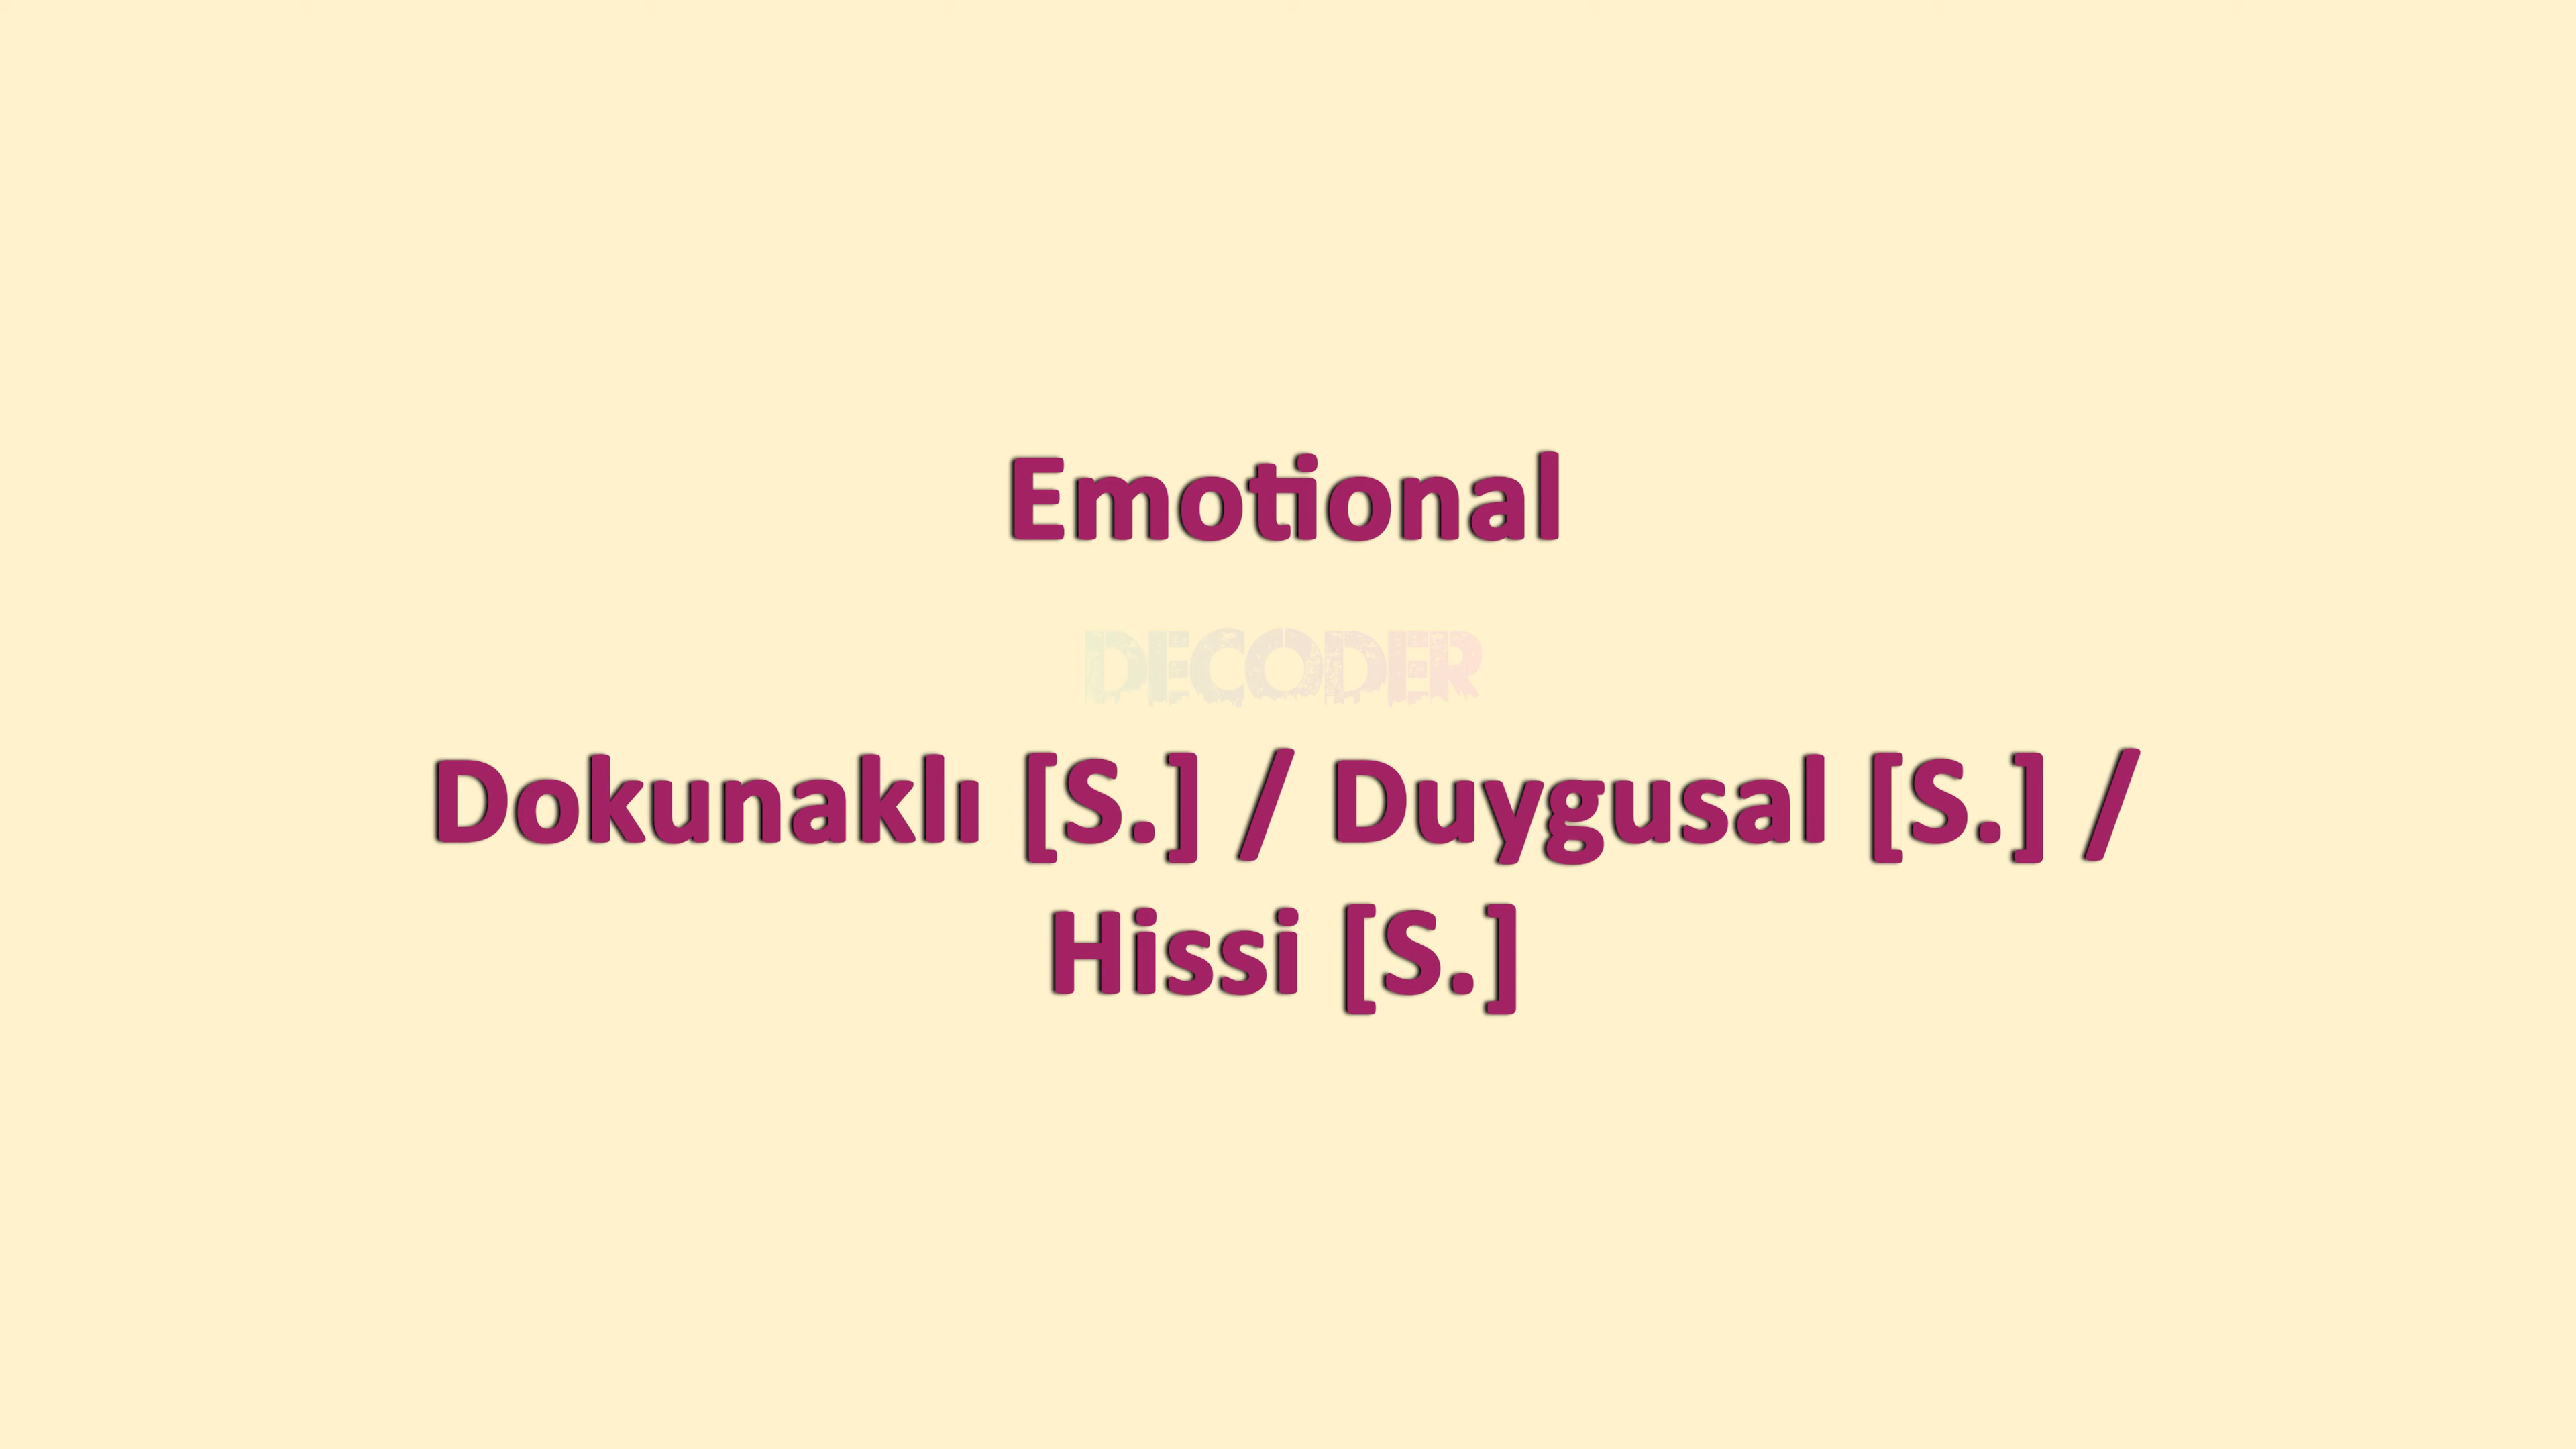 Emotional
DECODER
Dokunaklı [S.] / Duygusal [S.] /
Hissi [S.]